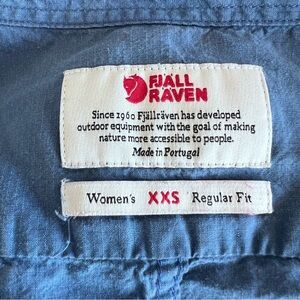 FJÄLL
RÄVEN
Since 1960 Fjällräven has developed
outdoor equipment with the goal of making
nature more accessible to people.
Made in Portugal
Women's XXS Regular Fit